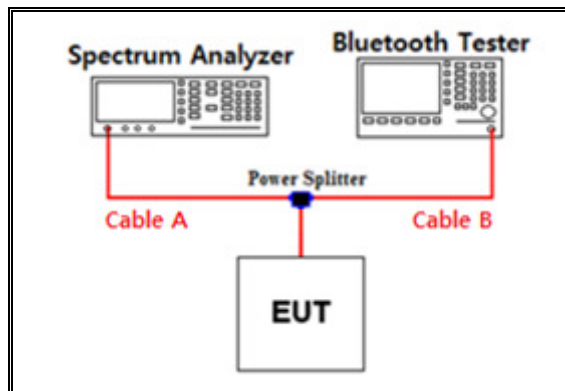 Spectrum Analyzer
Bluetooth Tester
Power Splitter
Cable A
Cable B
EUT